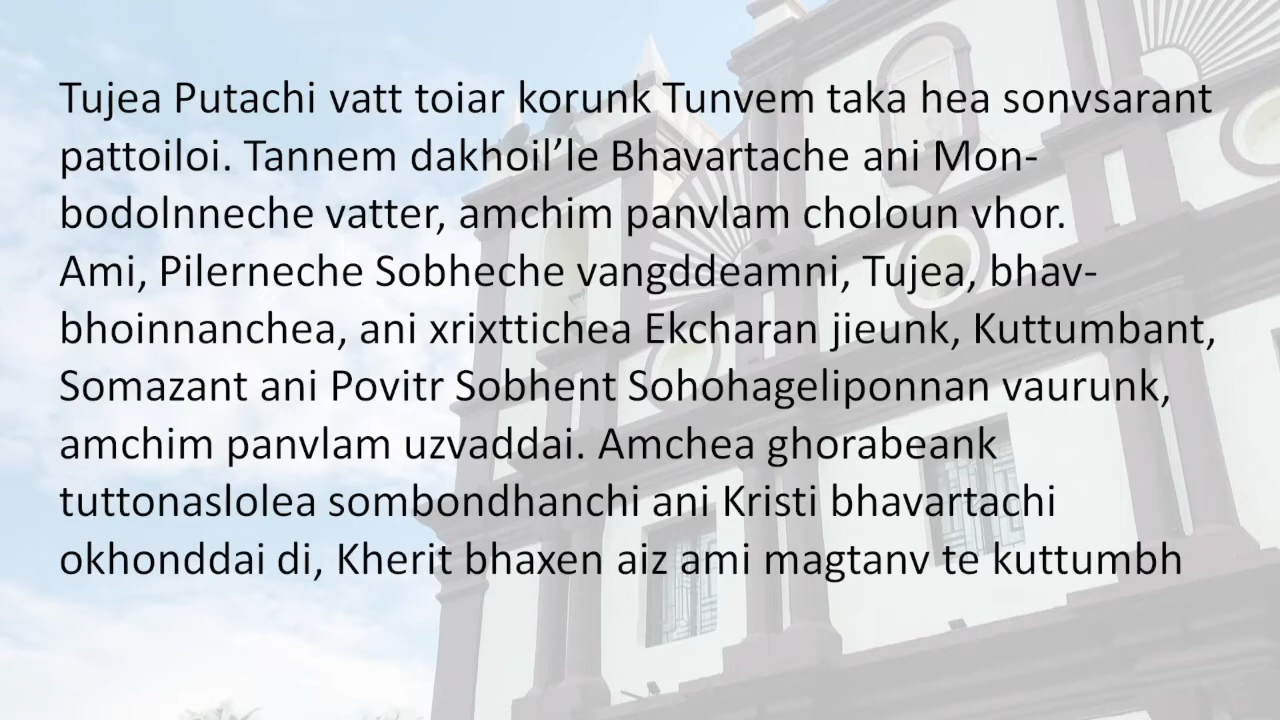 Tujea Putachi vatt toiar korunk Tunvem taka hea sonvsarant
pattoiloi. Tannem dakhoil’le Bhavartache ani Mon-
bodolnneche vatter, amchim panvlam choloun vhor.
Ami, Pilerneche Sobheche vangddeamni, Tujea, bhav-
bhoinnanchea, ani xrixttichea Ekcharan jieunk, Kuttumbant,
Somazant ani Povitr Sobhent Sohohageliponnan vaurunk,
amchim panvlam uzvaddai. Amchea ghorabeank
tuttonaslolea sombondhanchi ani Kristi bhavartachi
okhonddai di, Kherit bhaxen aiz ami magtanv te kuttumbh